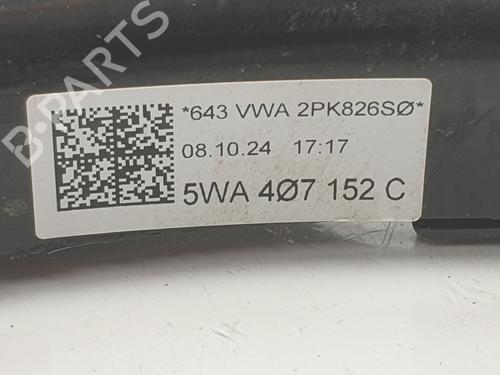 *643 VWA 2PK826SØ*
08.10.24 17:17
5WA 4Ø7 152 C
B-PARTS